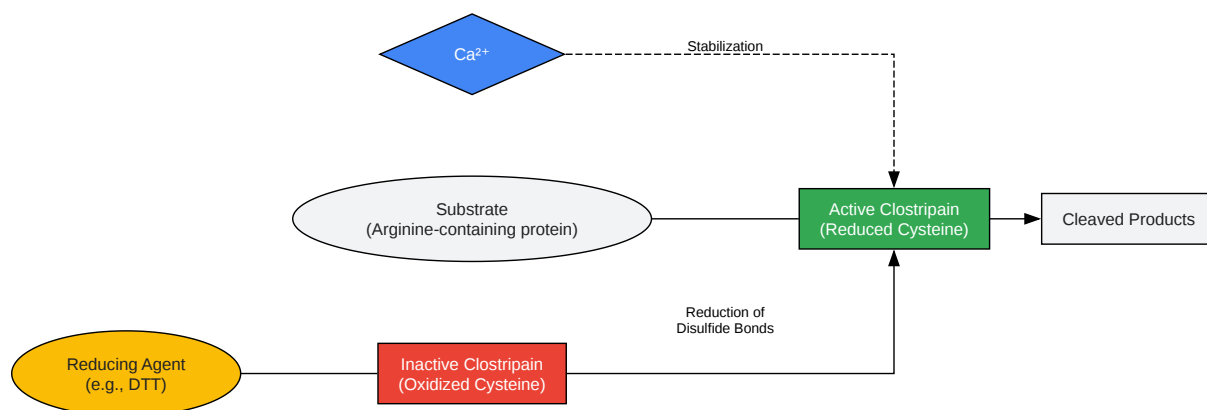 Ca²⁺
Stabilization
Substrate
(Arginine-containing protein)
Active Clostripain
(Reduced Cysteine)
Cleaved Products
Reduction of
Disulfide Bonds
Reducing Agent
(e.g., DTT)
Inactive Clostripain
(Oxidized Cysteine)